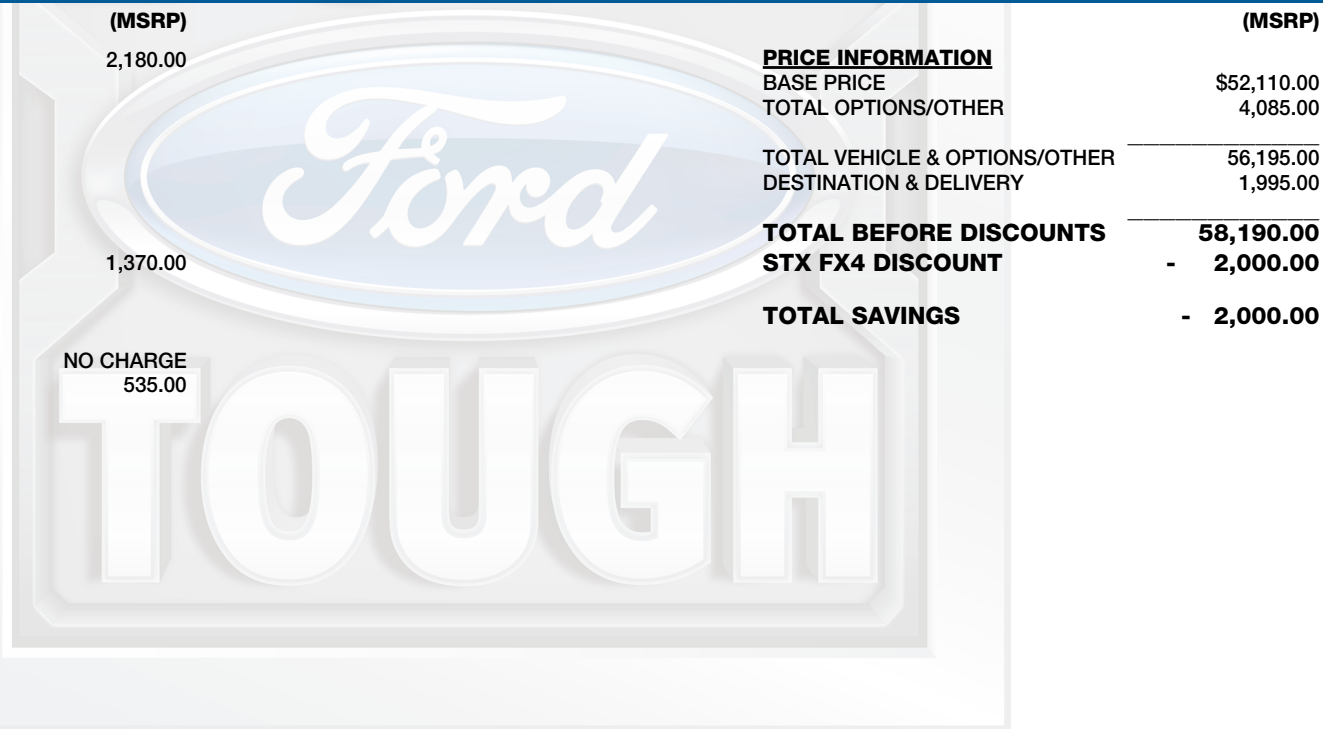 (MSRP)
2,180.00
1,370.00
NO CHARGE
535.00
(MSRP)
PRICE INFORMATION
BASE PRICE $52,110.00
TOTAL OPTIONS/OTHER 4,085.00
TOTAL VEHICLE & OPTIONS/OTHER 56,195.00
DESTINATION & DELIVERY 1,995.00
TOTAL BEFORE DISCOUNTS 58,190.00
STX FX4 DISCOUNT - 2,000.00
TOTAL SAVINGS - 2,000.00
Ford
TOUGH